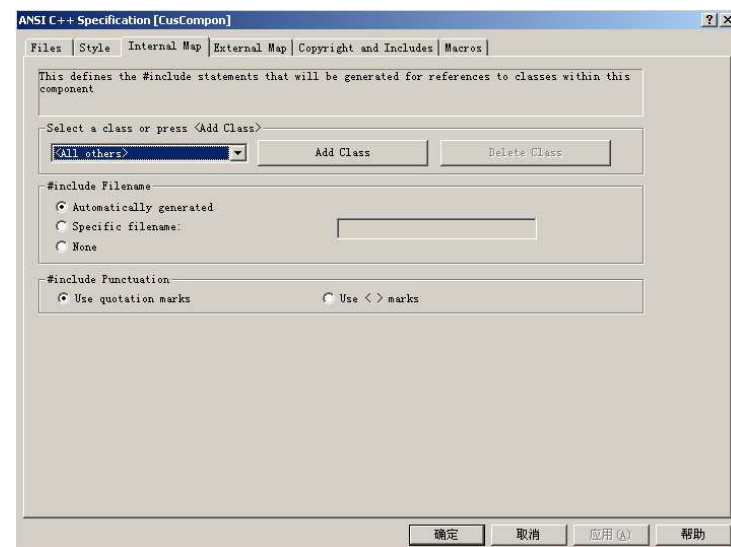 ANSI C++ Specification [CusCompon]
Files Style Internal Map External Map Copyright and Includes Macros
This defines the #include statements that will be generated for references to classes within this
component
Select a class or press <Add Class>
<All others> Add Class Delete Class
#include Filename
Automatically generated
Specific filename:
None
#include Punctuation
Use quotation marks Use < > marks
确定 取消 应用(A) 帮助